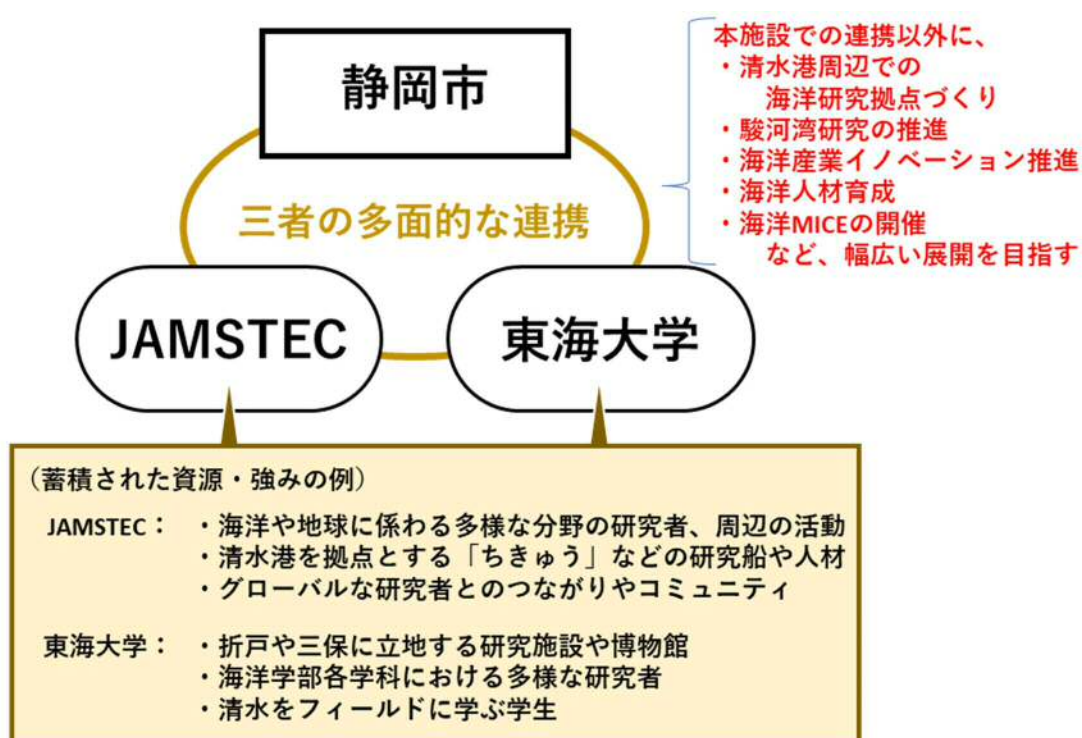 静岡市
本施設での連携以外に、
・清水港周辺での
海洋研究拠点づくり
・駿河湾研究の推進
・海洋産業イノベーション推進
・海洋人材育成
・海洋MICEの開催
など、幅広い展開を目指す
三者の多面的な連携
JAMSTEC
東海大学
（蓄積された資源・強みの例）
JAMSTEC： ・海洋や地球に係わる多様な分野の研究者、周辺の活動
・清水港を拠点とする「ちきゅう」などの研究船や人材
・グローバルな研究者とのつながりやコミュニティ
東海大学： ・折戸や三保に立地する研究施設や博物館
・海洋学部各学科における多様な研究者
・清水をフィールドに学ぶ学生